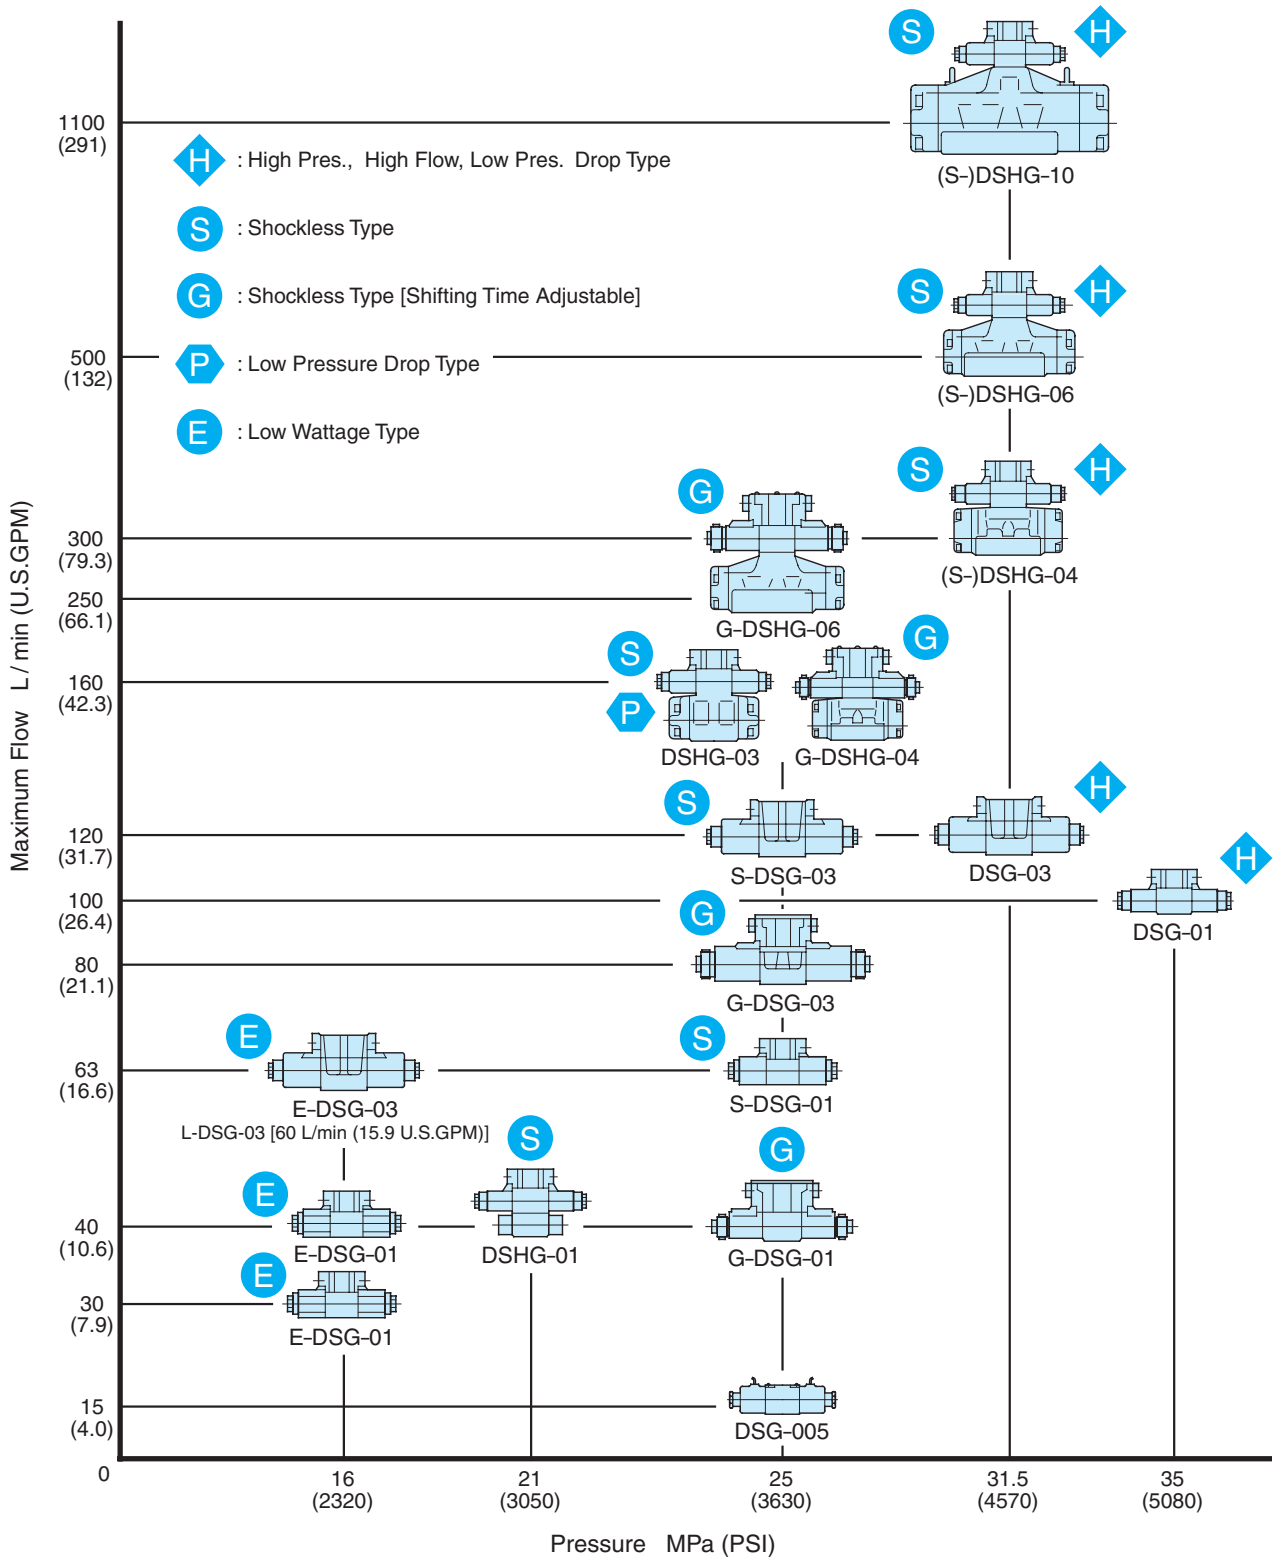 S
H
1100
(291)
(S-)DSHG-10
H : High Pres., High Flow, Low Pres. Drop Type
S : Shockless Type
G : Shockless Type [Shifting Time Adjustable]
P : Low Pressure Drop Type
E : Low Wattage Type
S
H
500
(132)
(S-)DSHG-06
S
H
G
300
(79.3)
(S-)DSHG-04
250
(66.1)
G-DSHG-06
S
G
160
(42.3)
P
DSHG-03
G-DSHG-04
H
S
120
(31.7)
S-DSG-03
DSG-03
H
100
(26.4)
G
DSG-01
80
(21.1)
G-DSG-03
E
S
63
(16.6)
E-DSG-03
S-DSG-01
L-DSG-03 [60 L/min (15.9 U.S.GPM)]
S
G
E
40
(10.6)
E-DSG-01
DSHG-01
G-DSG-01
E
30
(7.9)
E-DSG-01
15
(4.0)
DSG-005
0
16
(2320)
21
(3050)
25
(3630)
31.5
(4570)
35
(5080)
Pressure MPa (PSI)
Maximum Flow L / min (U.S.GPM)